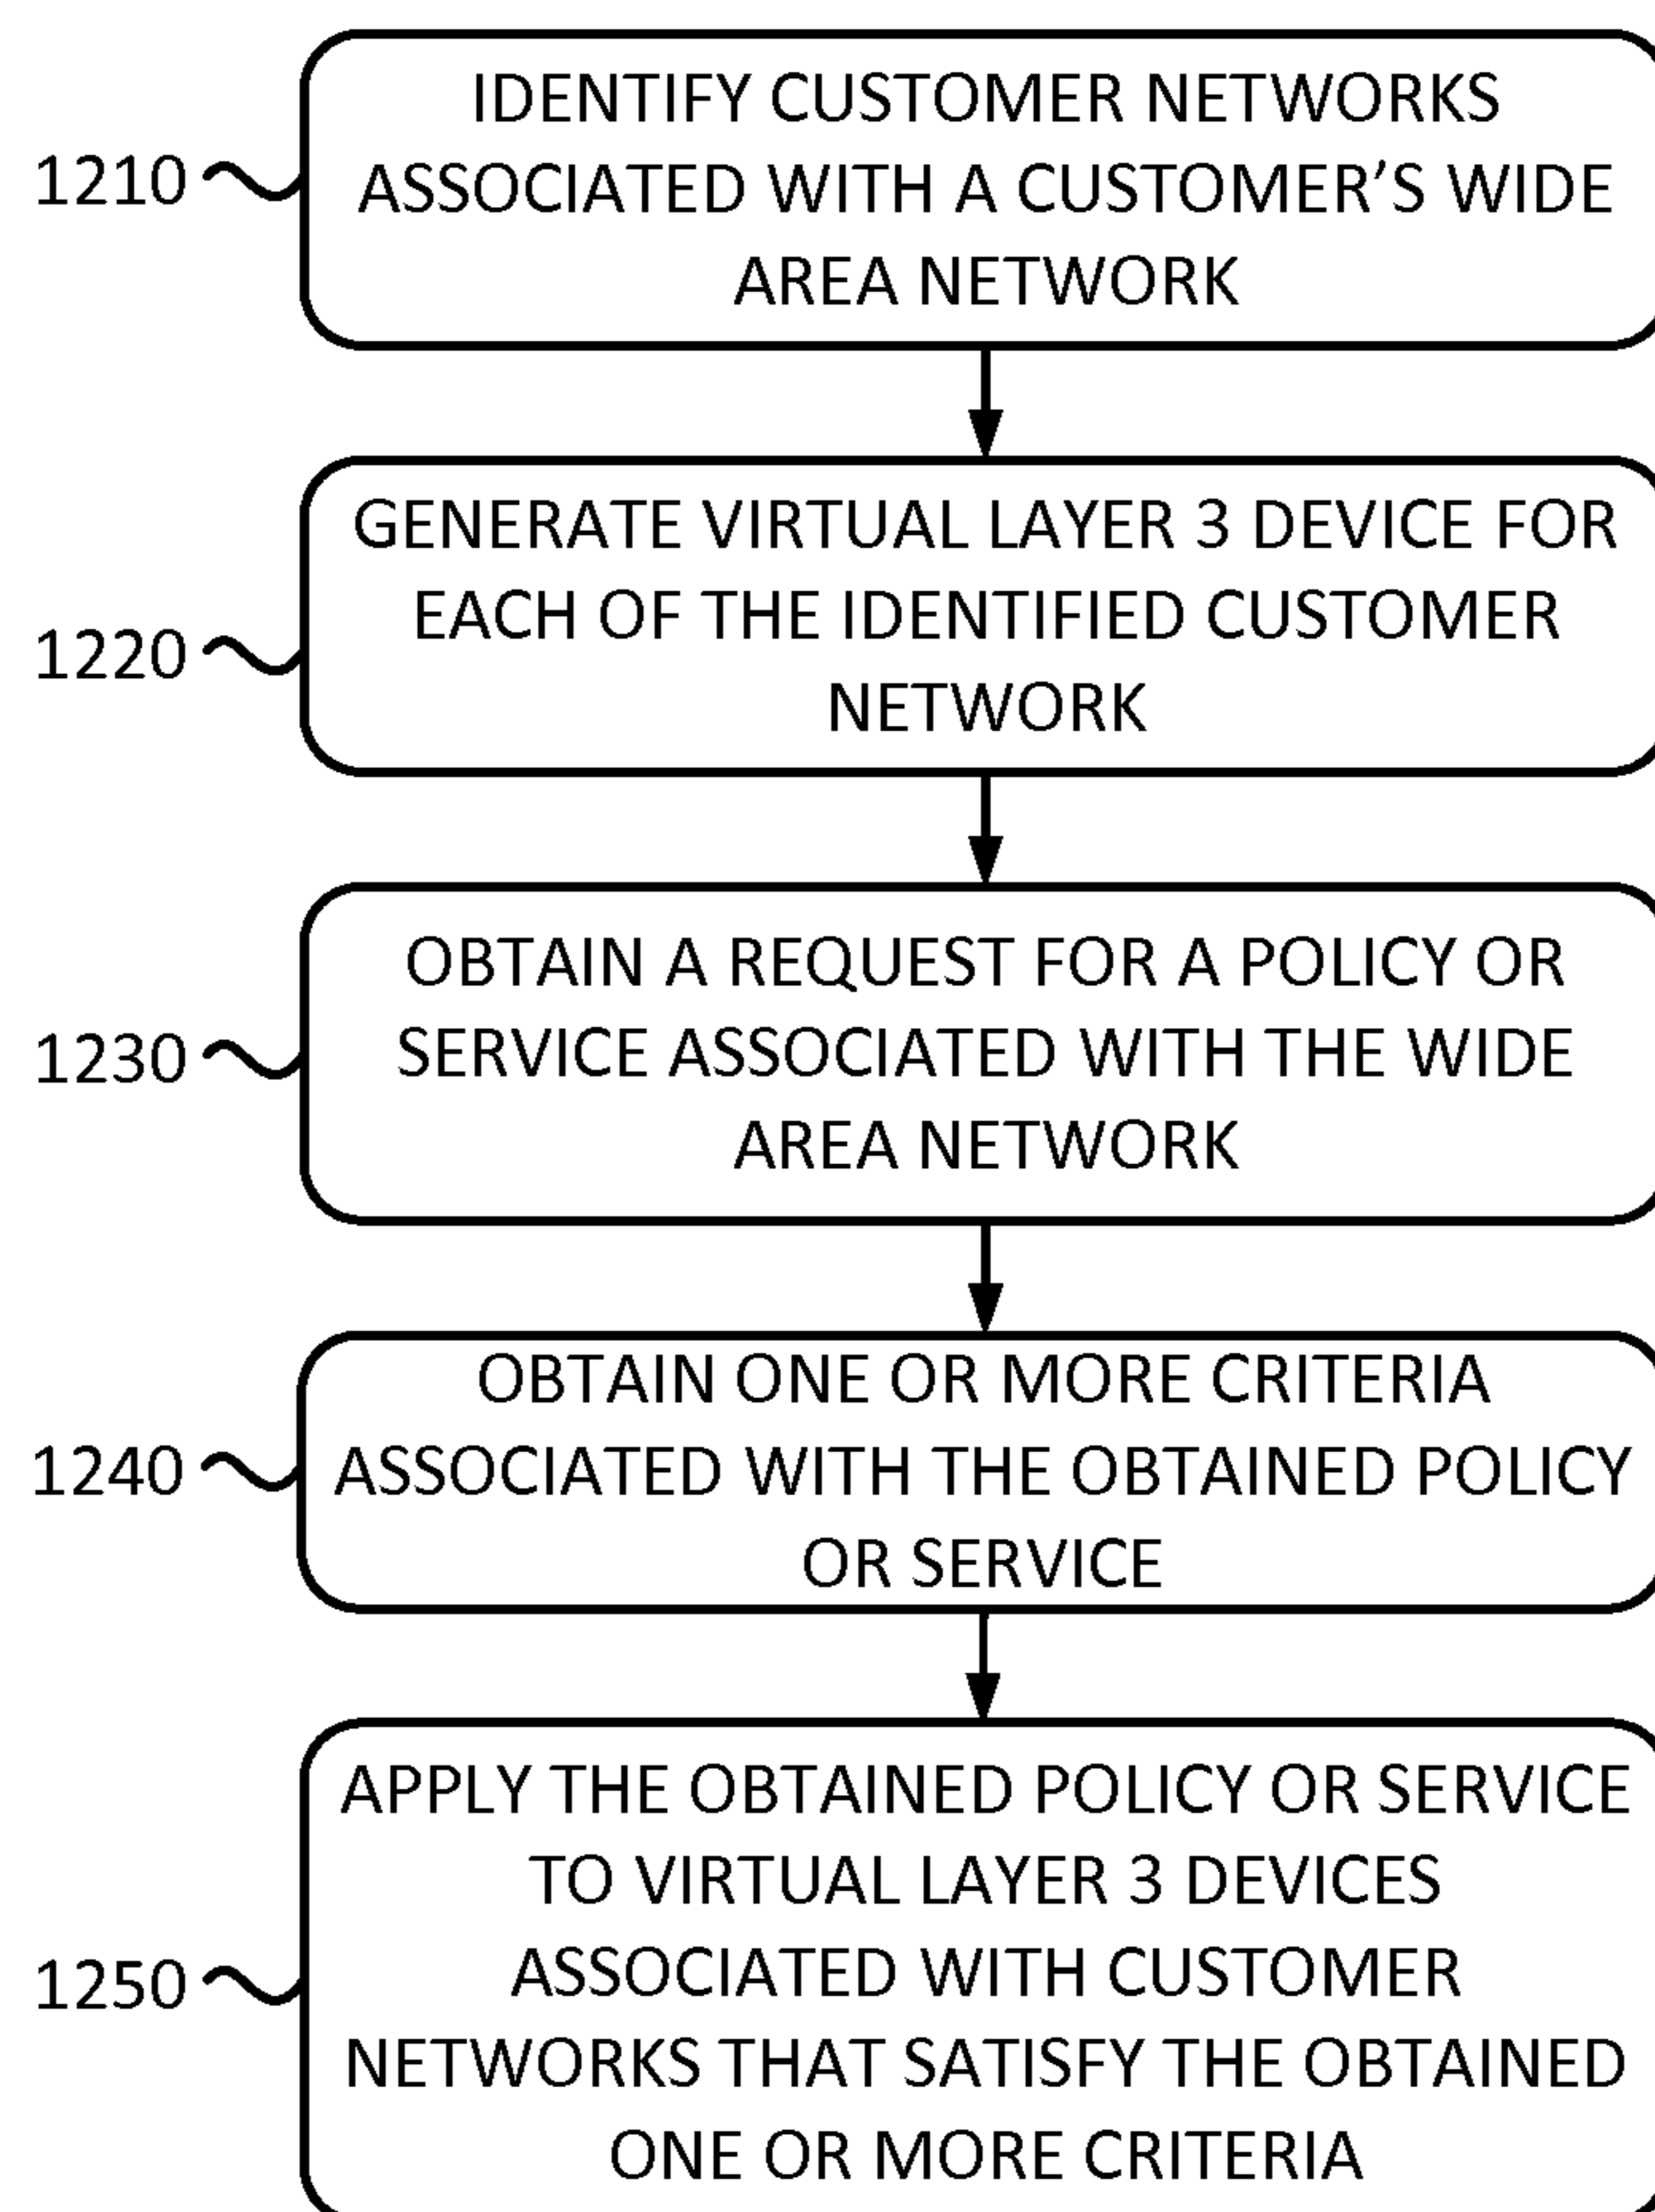 IDENTIFY CUSTOMER NETWORKS
1210
ASSOCIATED WITH A CUSTOMER’S WIDE
AREA NETWORK
GENERATE VIRTUAL LAYER 3 DEVICE FOR
1220
EACH OF THE IDENTIFIED CUSTOMER
NETWORK
OBTAIN A REQUEST FOR A POLICY OR
1230
SERVICE ASSOCIATED WITH THE WIDE
AREA NETWORK
OBTAIN ONE OR MORE CRITERIA
1240
ASSOCIATED WITH THE OBTAINED POLICY
OR SERVICE
APPLY THE OBTAINED POLICY OR SERVICE
TO VIRTUAL LAYER 3 DEVICES
1250
ASSOCIATED WITH CUSTOMER
NETWORKS THAT SATISFY THE OBTAINED
ONE OR MORE CRITERIA